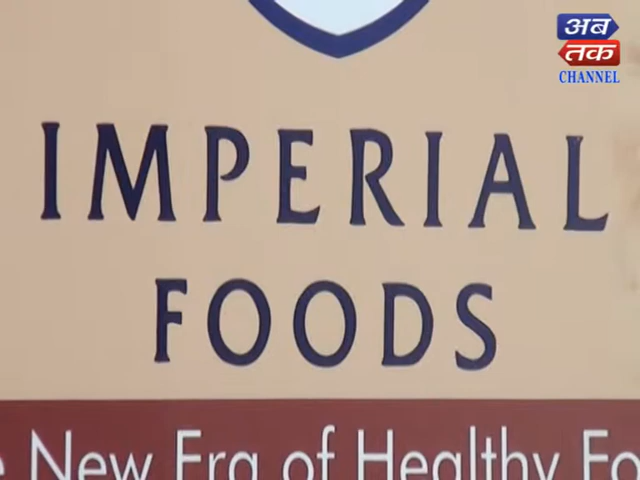 अब
तक
CHANNEL
IMPERIAL
FOODS
New Era of Healthy